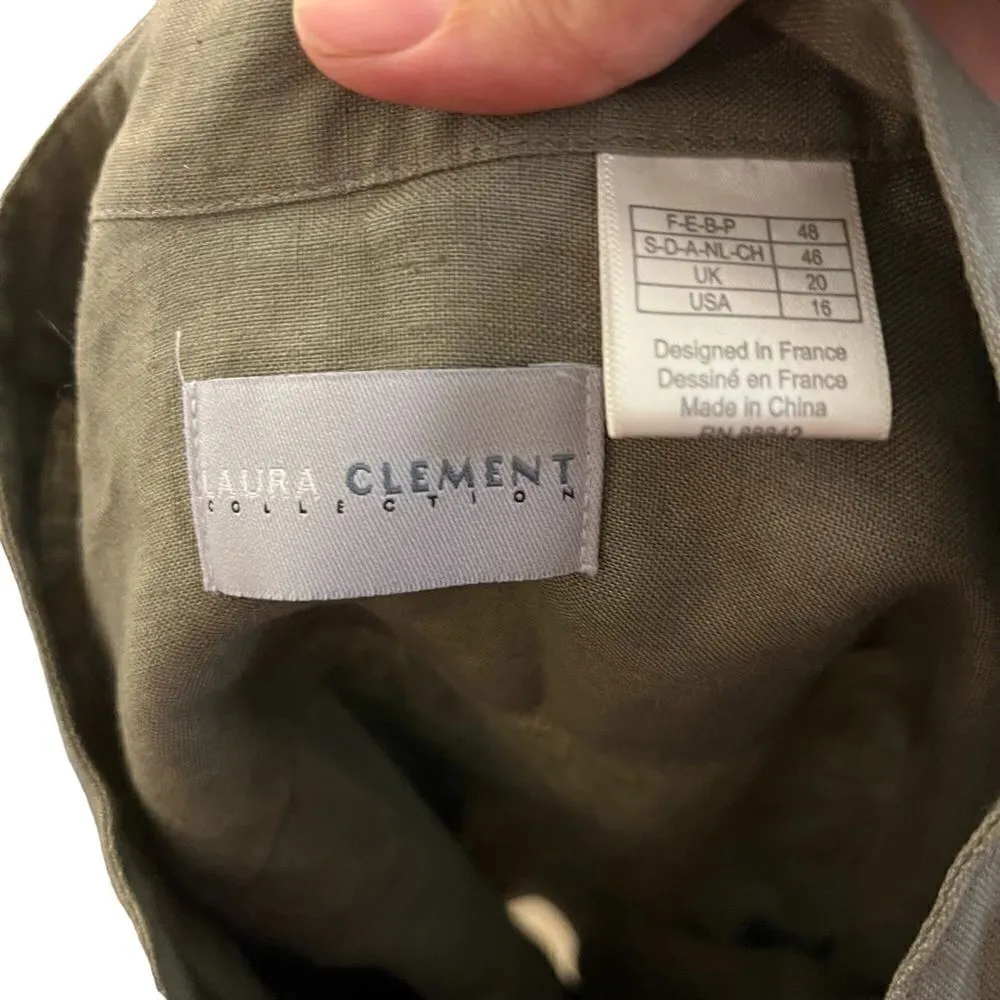 F-E-B-P 48
S-D-A-NL-CH 46
UK 20
USA 16
Designed In France
Dessiné en France
Made in China
LAURA CLEMENT
COLLECTION